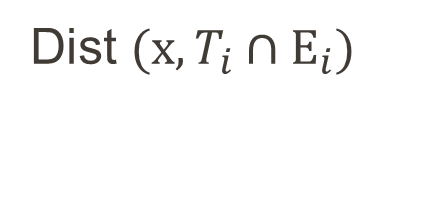 Dist (x, 𝑇𝑖 ∩ E𝑖)